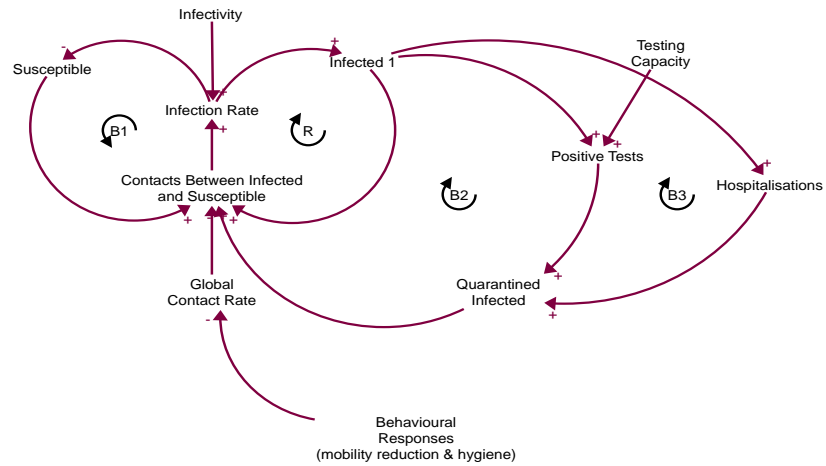 Infectivity
Testing
Capacity
Susceptible
Infected 1
Infection Rate
B1
R
Positive Tests
Contacts Between Infected
and Susceptible
B2
B3
Hospitalisations
Global
Contact Rate
Quarantined
Infected
Behavioural
Responses
(mobility reduction & hygiene)